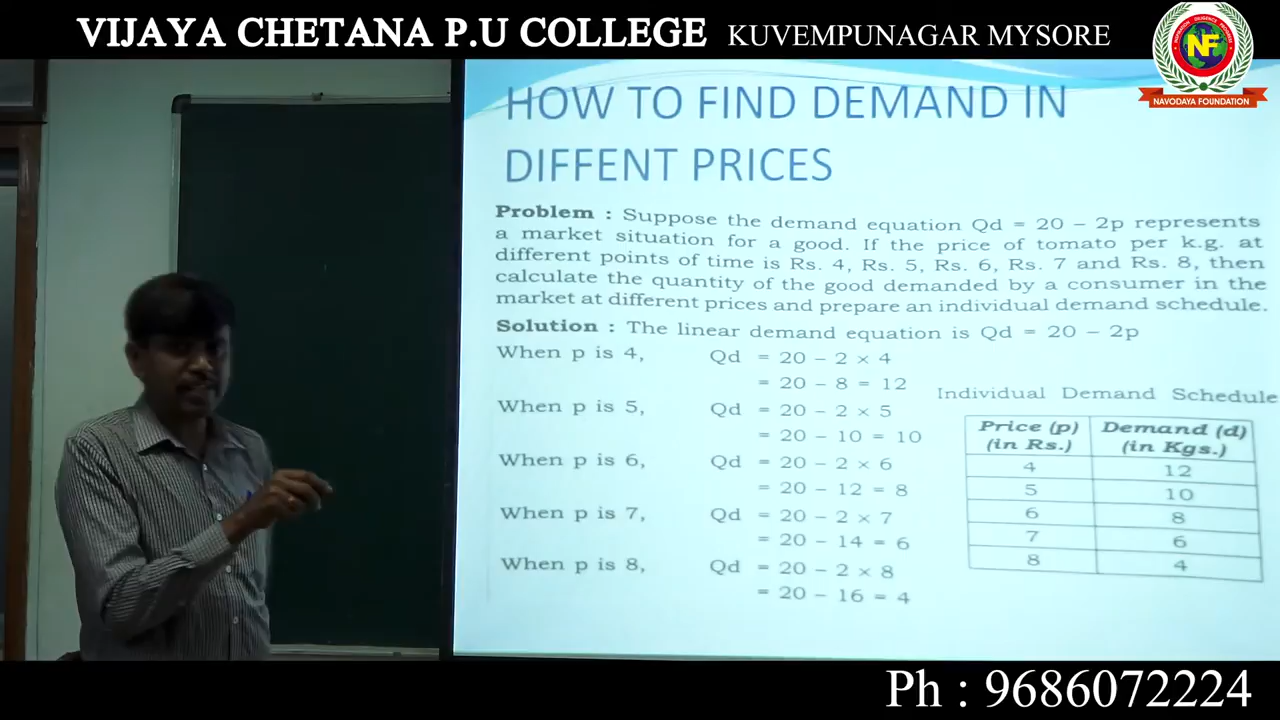 VIJAYA CHETANA P.U COLLEGE KUVEMPUNAGAR MYSORE
NF
NAVODAYA FOUNDATION
HOW TO FIND DEMAND IN
DIFFENT PRICES
Problem : Suppose the demand equation Qd = 20 – 2p represents
a market situation for a good. If the price of tomato per k.g. at
different points of time is Rs. 4, Rs. 5, Rs. 6, Rs. 7 and Rs. 8, then
calculate the quantity of the good demanded by a consumer in the
market at different prices and prepare an individual demand schedule.
Solution : The linear demand equation is Qd = 20 – 2p
When p is 4, Qd = 20 – 2 × 4
= 20 – 8 = 12
When p is 5, Qd = 20 – 2 × 5
= 20 – 10 = 10
When p is 6, Qd = 20 – 2 × 6
= 20 – 12 = 8
When p is 7, Qd = 20 – 2 × 7
= 20 – 14 = 6
When p is 8, Qd = 20 – 2 × 8
= 20 – 16 = 4
Individual Demand Schedule
Price (p) Demand (d)
(in Rs.) (in Kgs.)
4 12
5 10
6 8
7 6
8 4
Ph : 9686072224